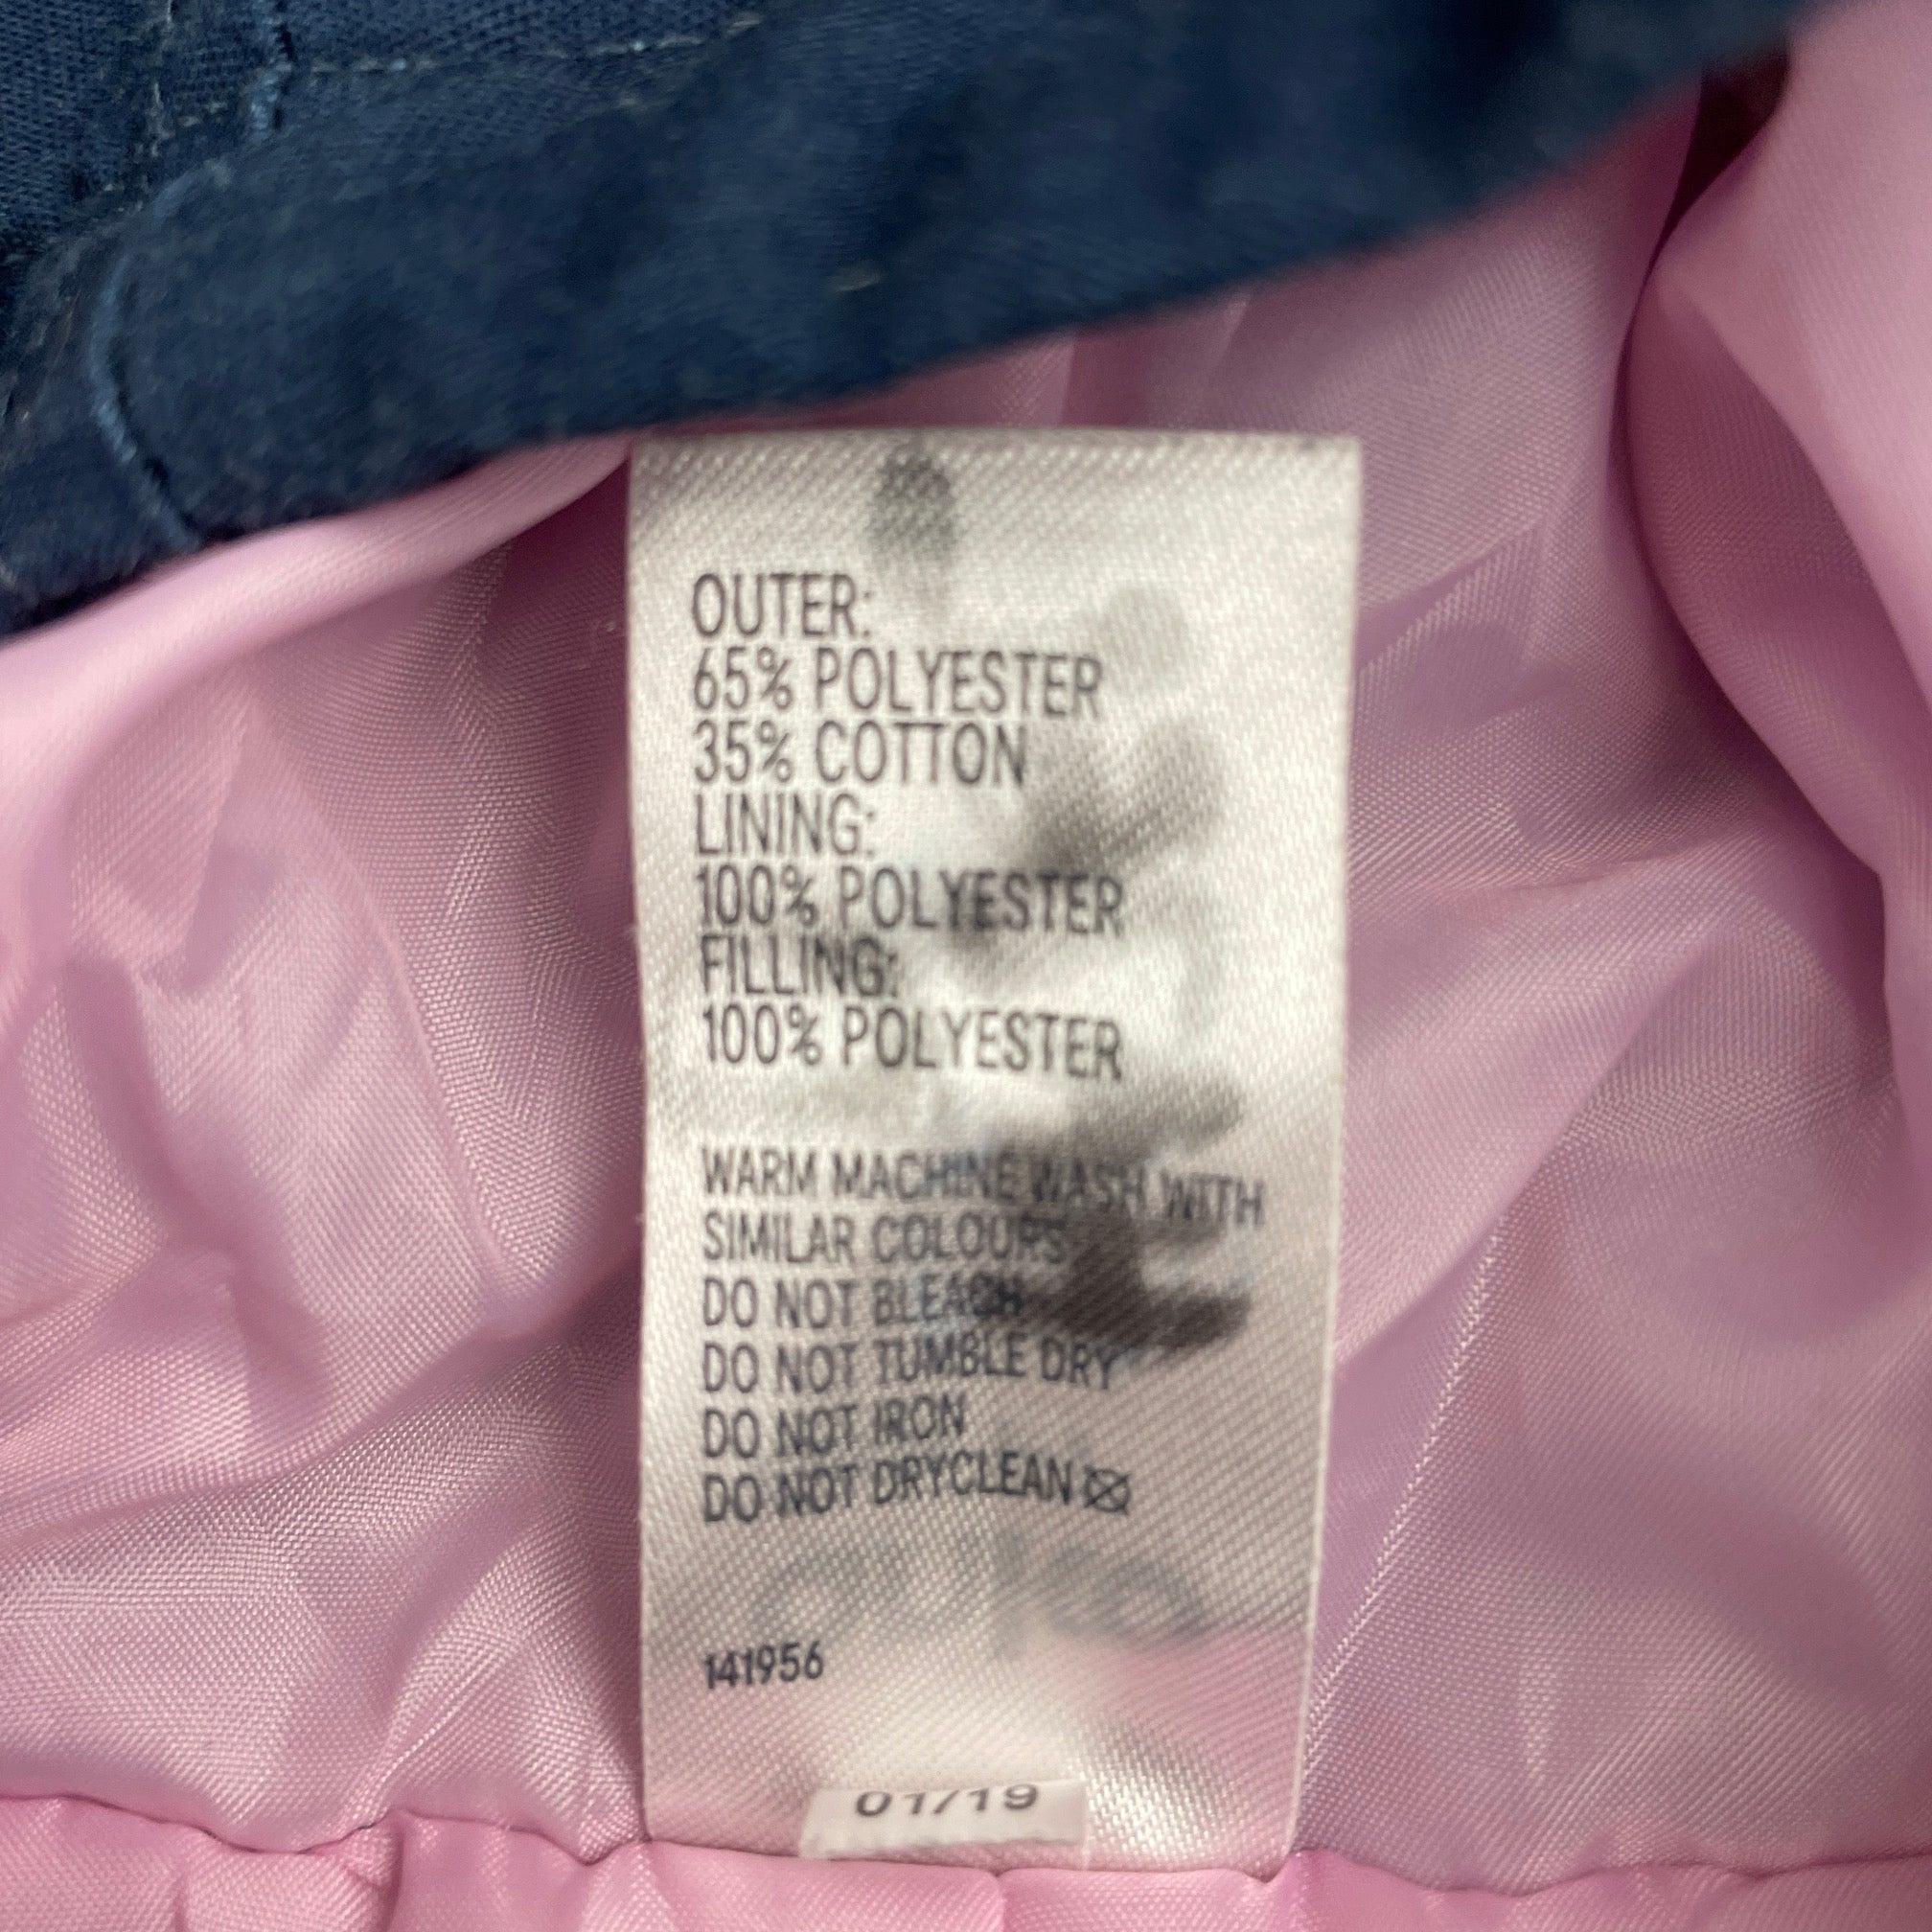 OUTER:
65% POLYESTER
35% COTTON
LINING:
100% POLYESTER
FILLING:
100% POLYESTER
WARM MACHINE WASH WITH
SIMILAR COLOURS
DO NOT BLEACH
DO NOT TUMBLE DRY
DO NOT IRON
DO NOT DRYCLEAN
141956
01/19